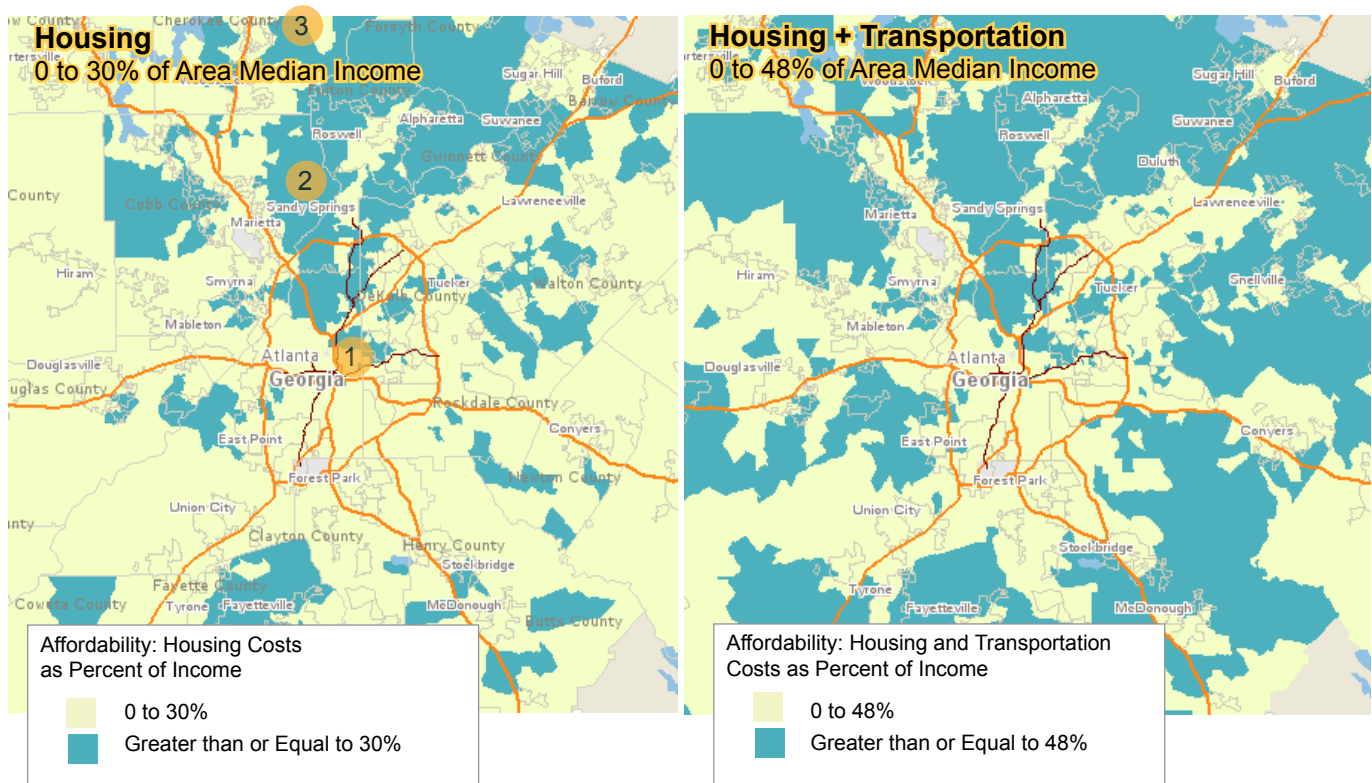 Housing
0 to 30% of Area Median Income
Cherokee County
3
Forsyth County
Sugar Hill
Buford
Fulton County
Barrow County
Roswell
Alpharetta
Suwanee
Gwinnett County
County
2
Cobb County
Sandy Springs
Marietta
Lawrenceville
Hiram
Smyrna
Tucker
DeKalb County
Walton County
Mableton
Douglasville
Atlanta
1
Georgia
uglas County
Rockdale County
East Point
Conyers
Forest Park
Newton County
Union City
unty
Clayton County
Henry County
Stockbridge
Fayette County
Coweta County
Tyrone
Fayetteville
McDonough
Butts County
Affordability: Housing Costs
as Percent of Income
0 to 30%
Greater than or Equal to 30%
Housing + Transportation
0 to 48% of Area Median Income
rtersville
Woodstock
Sugar Hill
Buford
Alpharetta
Roswell
Suwanee
Duluth
Sandy Springs
Marietta
Lawrenceville
Hiram
Smyrna
Tucker
Snellville
Mableton
Douglasville
Atlanta
Georgia
East Point
Conyers
Forest Park
Union City
Stockbridge
Tyrone
Fayetteville
McDonough
Affordability: Housing and Transportation
Costs as Percent of Income
0 to 48%
Greater than or Equal to 48%